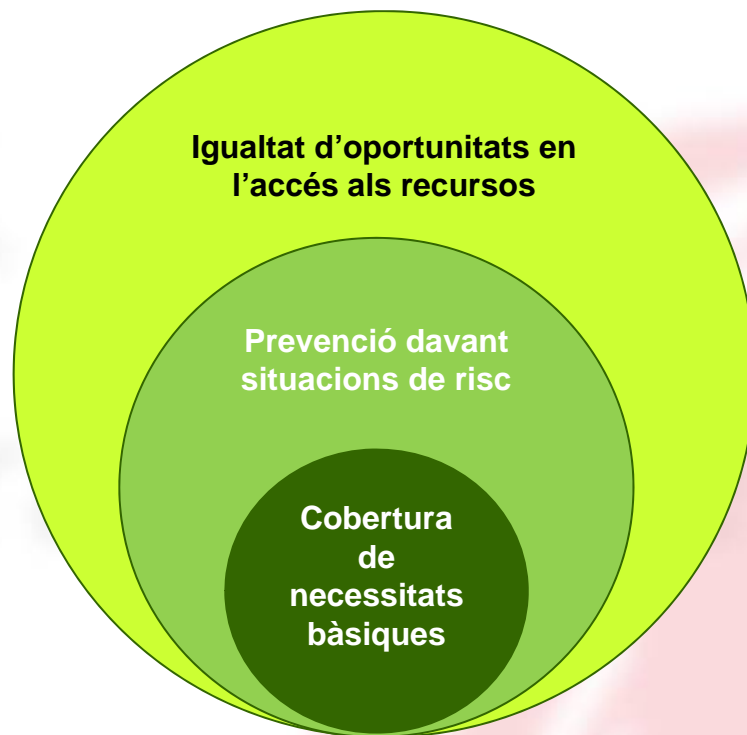 Igualtat d’oportunitats en
l’accés als recursos
Prevenció davant
situacions de risc
Cobertura
de
necessitats
bàsiques